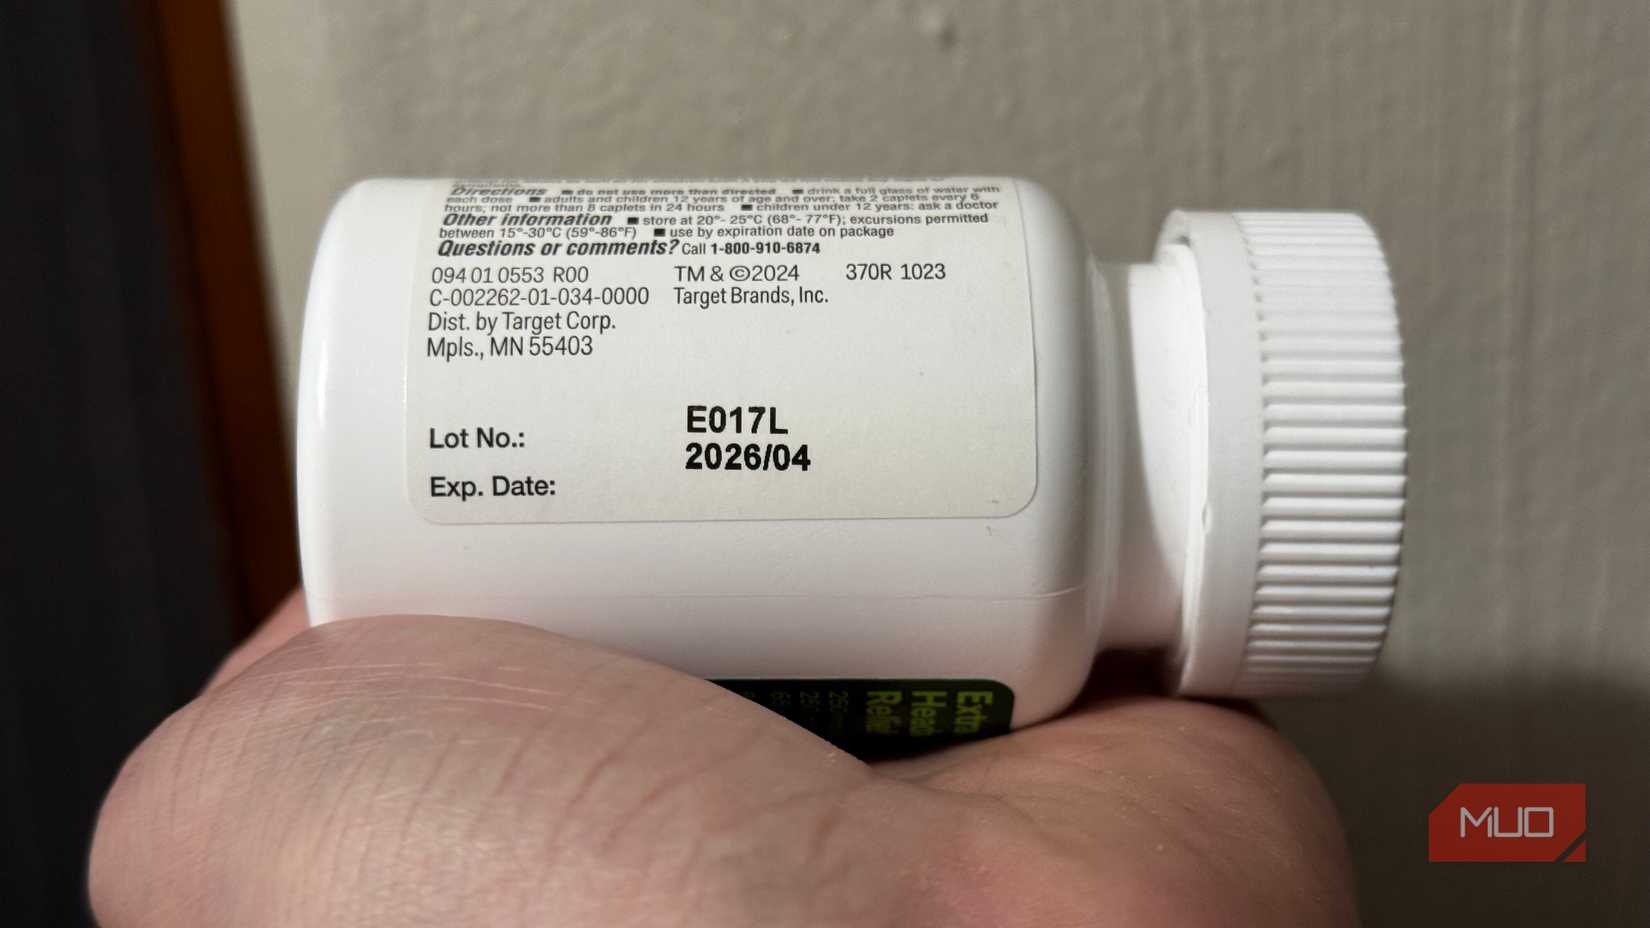 Directions ■ do not use more than directed ■ drink a full glass of water with
each dose ■ adults and children 12 years of age and over: take 2 caplets every 6
hours; not more than 8 caplets in 24 hours ■ children under 12 years: ask a doctor
Other information ■ store at 20°- 25°C (68°- 77°F); excursions permitted
between 15°-30°C (59°-86°F) ■ use by expiration date on package
Questions or comments? Call 1-800-910-6874
094 01 0553 R00 TM & ©2024 370R 1023
C-002262-01-034-0000 Target Brands, Inc.
Dist. by Target Corp.
Mpls., MN 55403
Lot No.: E017L
Exp. Date: 2026/04
Extra
Relie
MUO